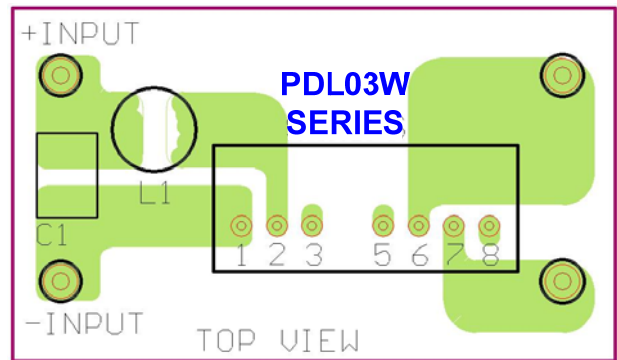 +INPUT
PDL03W
SERIES
L1
C1
1 2 3 5 6 7 8
-INPUT
TOP VIEW